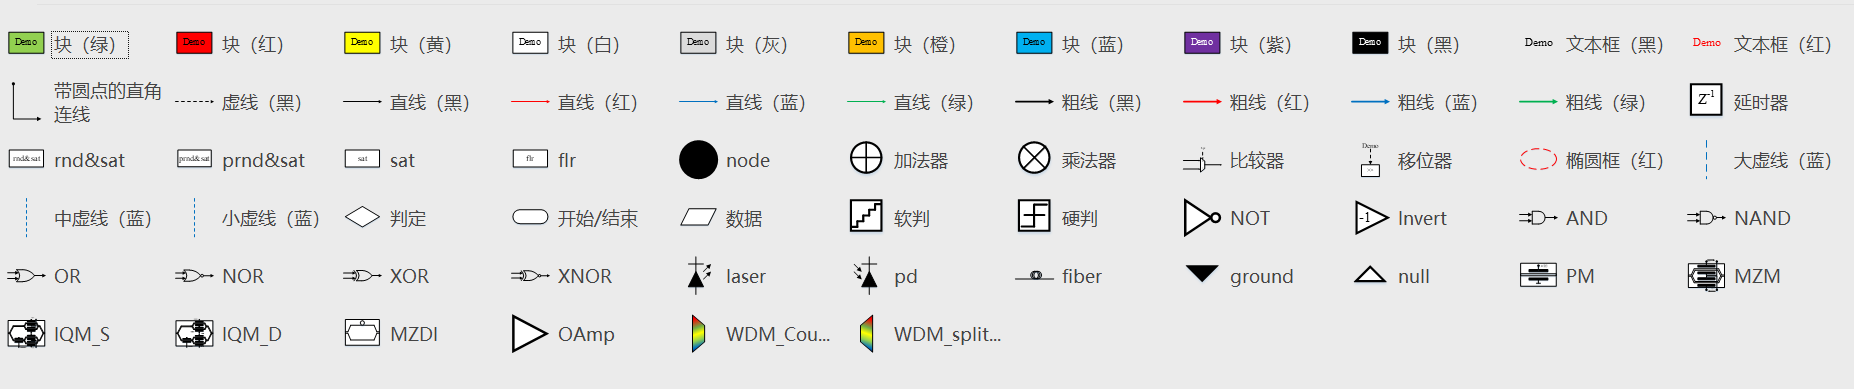 Demo 块（绿） Demo 块（红） Demo 块（黄） Demo 块（白） Demo 块（灰） Demo 块（橙） Demo 块（蓝） Demo 块（紫） Demo 块（黑） Demo 文本框（黑） Demo 文本框（红）
带圆点的直角
连线 虚线（黑） 直线（黑） 直线（红） 直线（蓝） 直线（绿） 粗线（黑） 粗线（红） 粗线（蓝） 粗线（绿） Z-1 延时器
rnd&sat rnd&sat prnd&sat prnd&sat sat sat flr flr node 加法器 乘法器 比较器 Demo 移位器 椭圆框（红） 大虚线（蓝）
中虚线（蓝） 小虚线（蓝） 判定 开始/结束 数据 软判 硬判 NOT -1 Invert AND NAND
OR NOR XOR XNOR laser pd fiber ground null PM MZM
IQM_S IQM_D MZDI OAmp WDM_Cou... WDM_split...